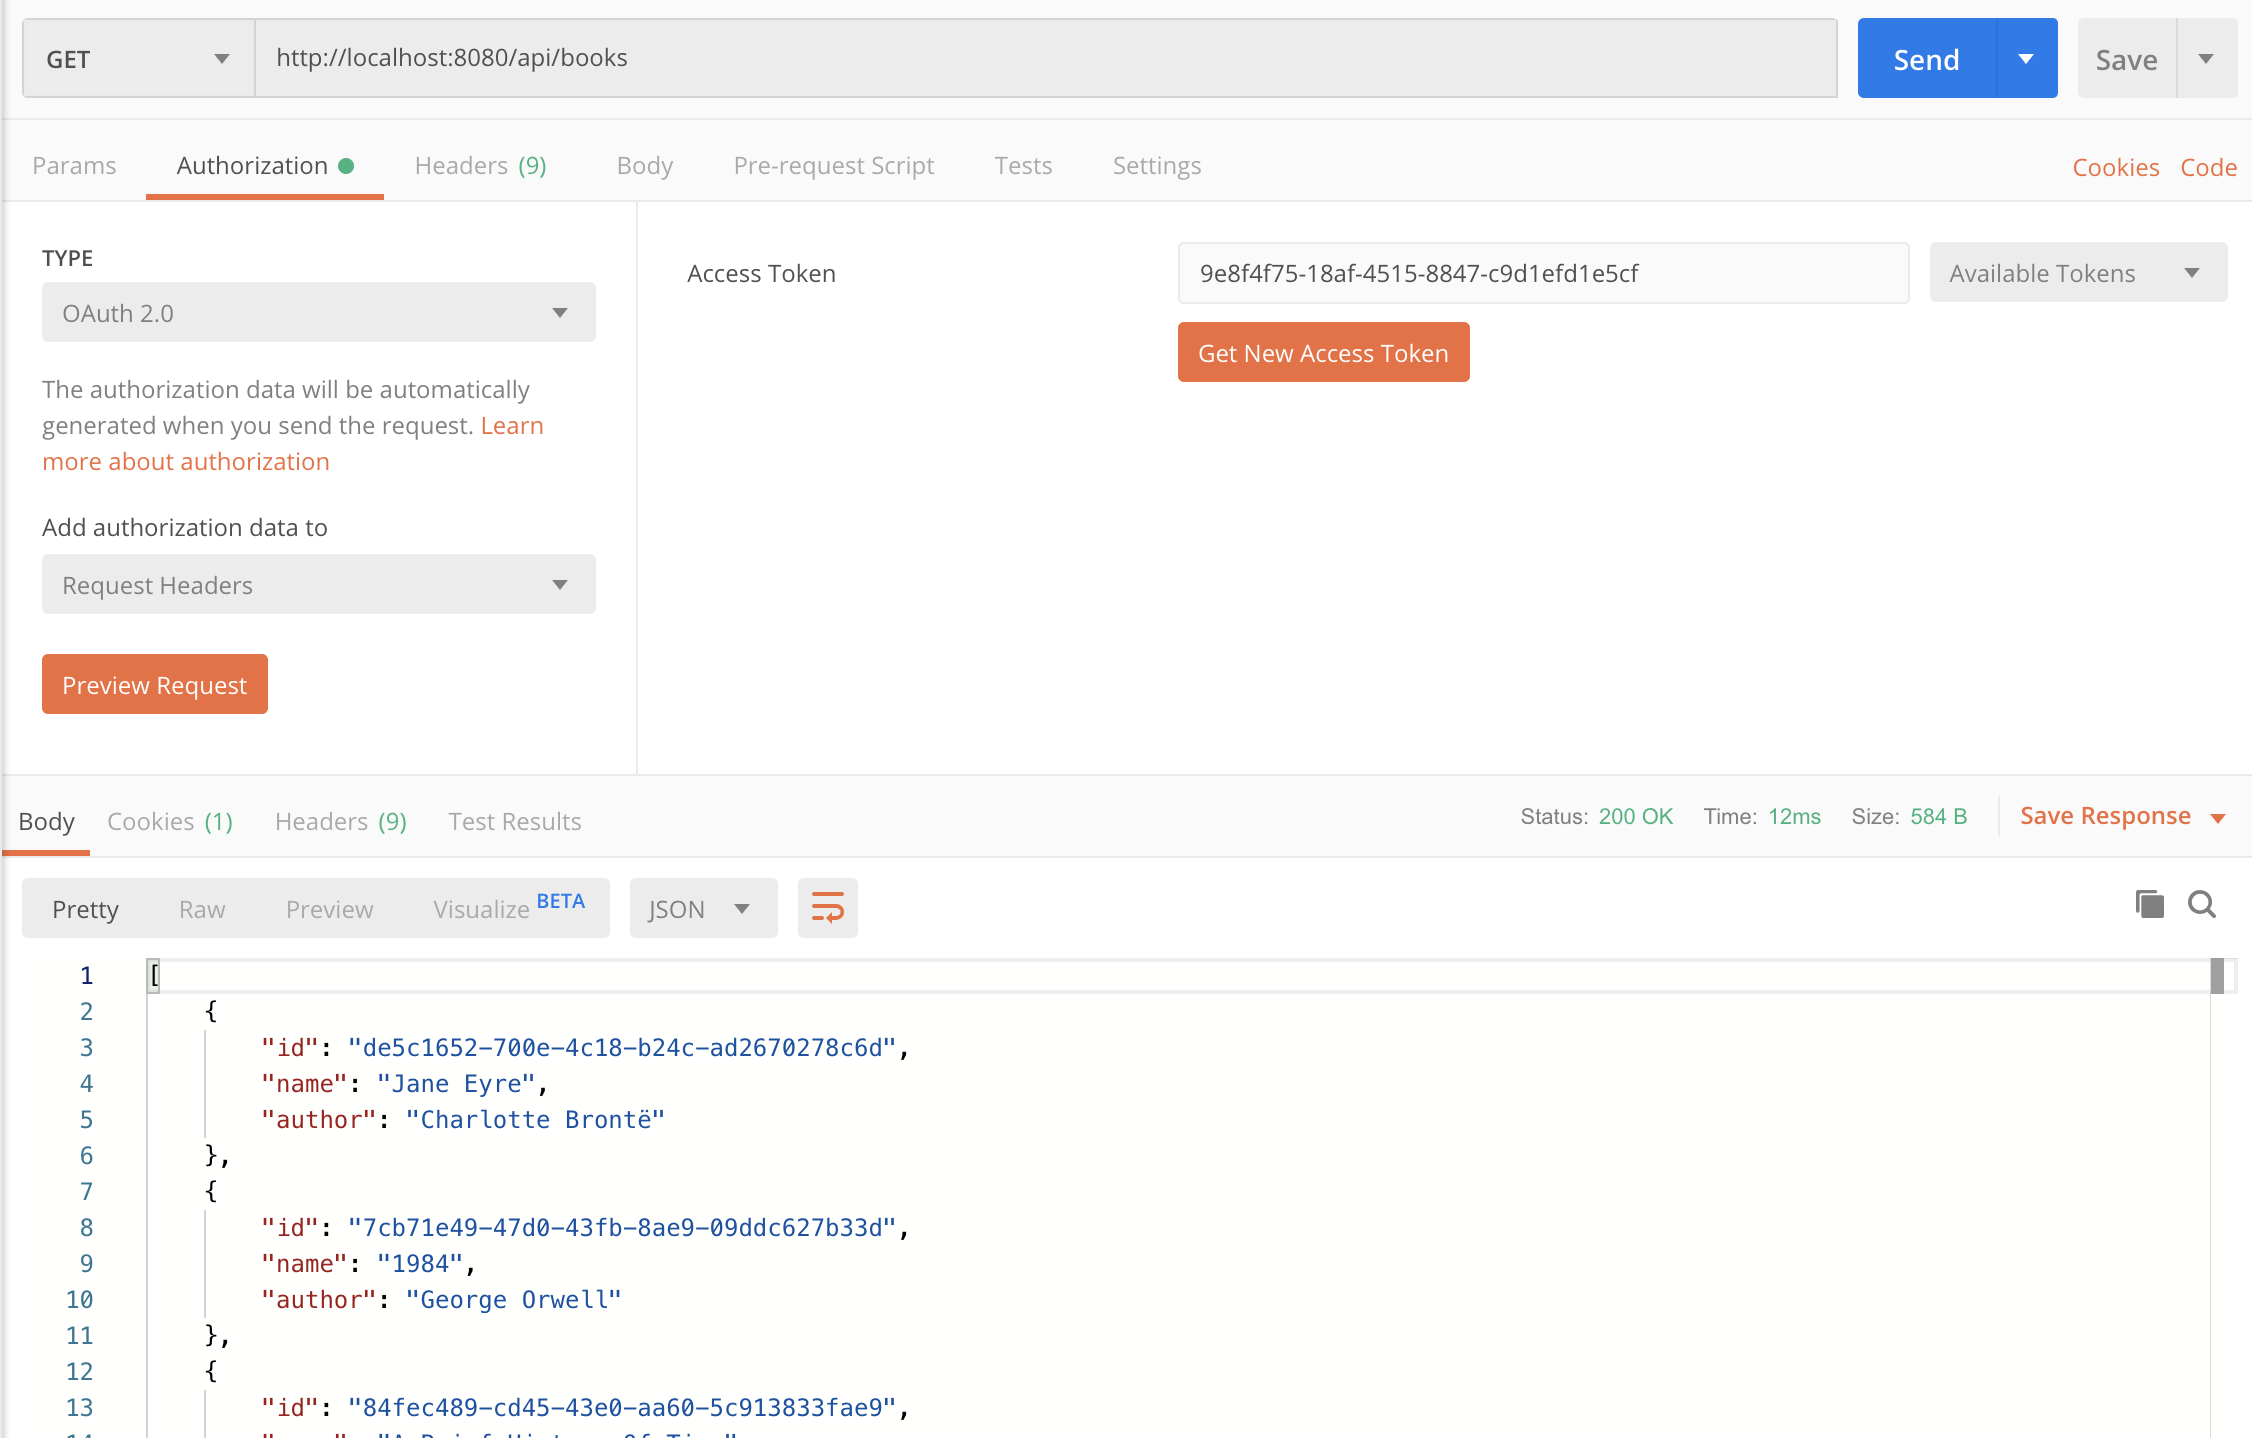 GET http://localhost:8080/api/books Send Save
Params Authorization Headers (9) Body Pre-request Script Tests Settings Cookies Code
TYPE
OAuth 2.0
The authorization data will be automatically
generated when you send the request. Learn
more about authorization
Add authorization data to
Request Headers
Preview Request
Access Token 9e8f4f75-18af-4515-8847-c9d1efd1e5cf Available Tokens
Get New Access Token
Body Cookies (1) Headers (9) Test Results Status: 200 OK Time: 12ms Size: 584 B Save Response
Pretty Raw Preview Visualize BETA JSON
1 [
2 {
3 "id": "de5c1652-700e-4c18-b24c-ad2670278c6d",
4 "name": "Jane Eyre",
5 "author": "Charlotte Brontë"
6 },
7 {
8 "id": "7cb71e49-47d0-43fb-8ae9-09ddc627b33d",
9 "name": "1984",
10 "author": "George Orwell"
11 },
12 {
13 "id": "84fec489-cd45-43e0-aa60-5c913833fae9",
14 "A Brief History Of Time"